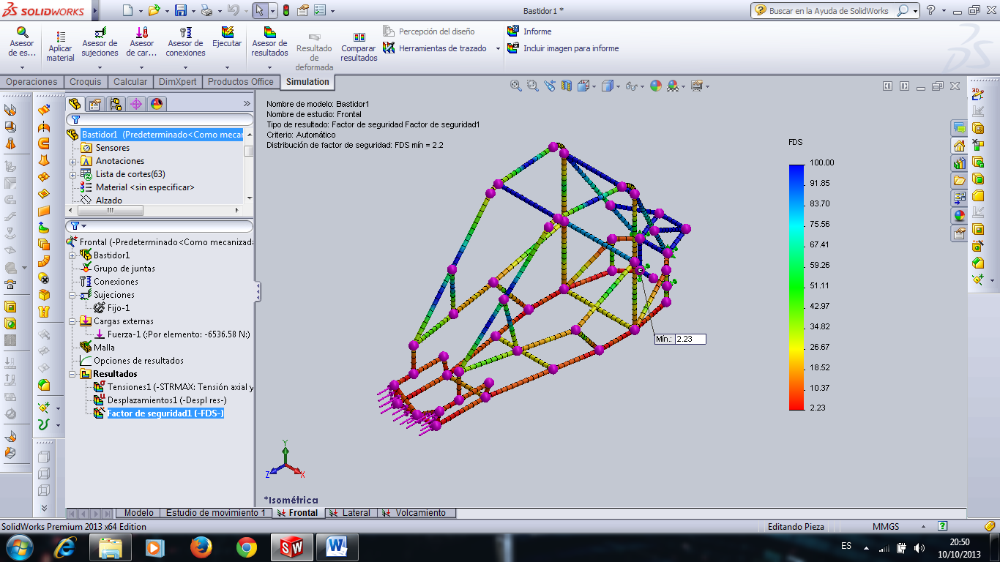 SOLIDWORKS
Bastidor1 *
Buscar en la Ayuda de SolidWorks
Asesor de es...
Aplicar material
Asesor de sujeciones
Asesor de car...
Asesor de conexiones
Ejecutar
Asesor de resultados
Resultado de deformada
Comparar resultados
Percepción del diseño
Herramientas de trazado
Informe
Incluir imagen para informe
Operaciones
Croquis
Calcular
DimXpert
Productos Office
Simulation
Bastidor1 (Predeterminado<Como mecan
Sensores
Anotaciones
Lista de cortes(63)
Material <sin especificar>
Alzado
Frontal (-Predeterminado<Como mecanizad
Bastidor1
Grupo de juntas
Conexiones
Sujeciones
Fijo-1
Cargas externas
Fuerza-1 (:Por elemento: -6536.58 N:)
Malla
Opciones de resultados
Resultados
Tensiones1 (-STRMAX: Tensión axial y
Desplazamientos1 (-Despl res-)
Factor de seguridad1 (-FDS-)
Nombre de modelo: Bastidor1
Nombre de estudio: Frontal
Tipo de resultado: Factor de seguridad Factor de seguridad1
Criterio: Automático
Distribución de factor de seguridad: FDS mín = 2.2
FDS
100.00
91.85
83.70
75.56
67.41
59.26
51.11
42.97
34.82
26.67
18.52
10.37
2.23
Mín.: 2.23
Y
Z
X
*Isométrica
3D
Modelo
Estudio de movimiento 1
Frontal
Lateral
Volcamiento
SolidWorks Premium 2013 x64 Edition
Editando Pieza
MMGS
ES
20:50
10/10/2013